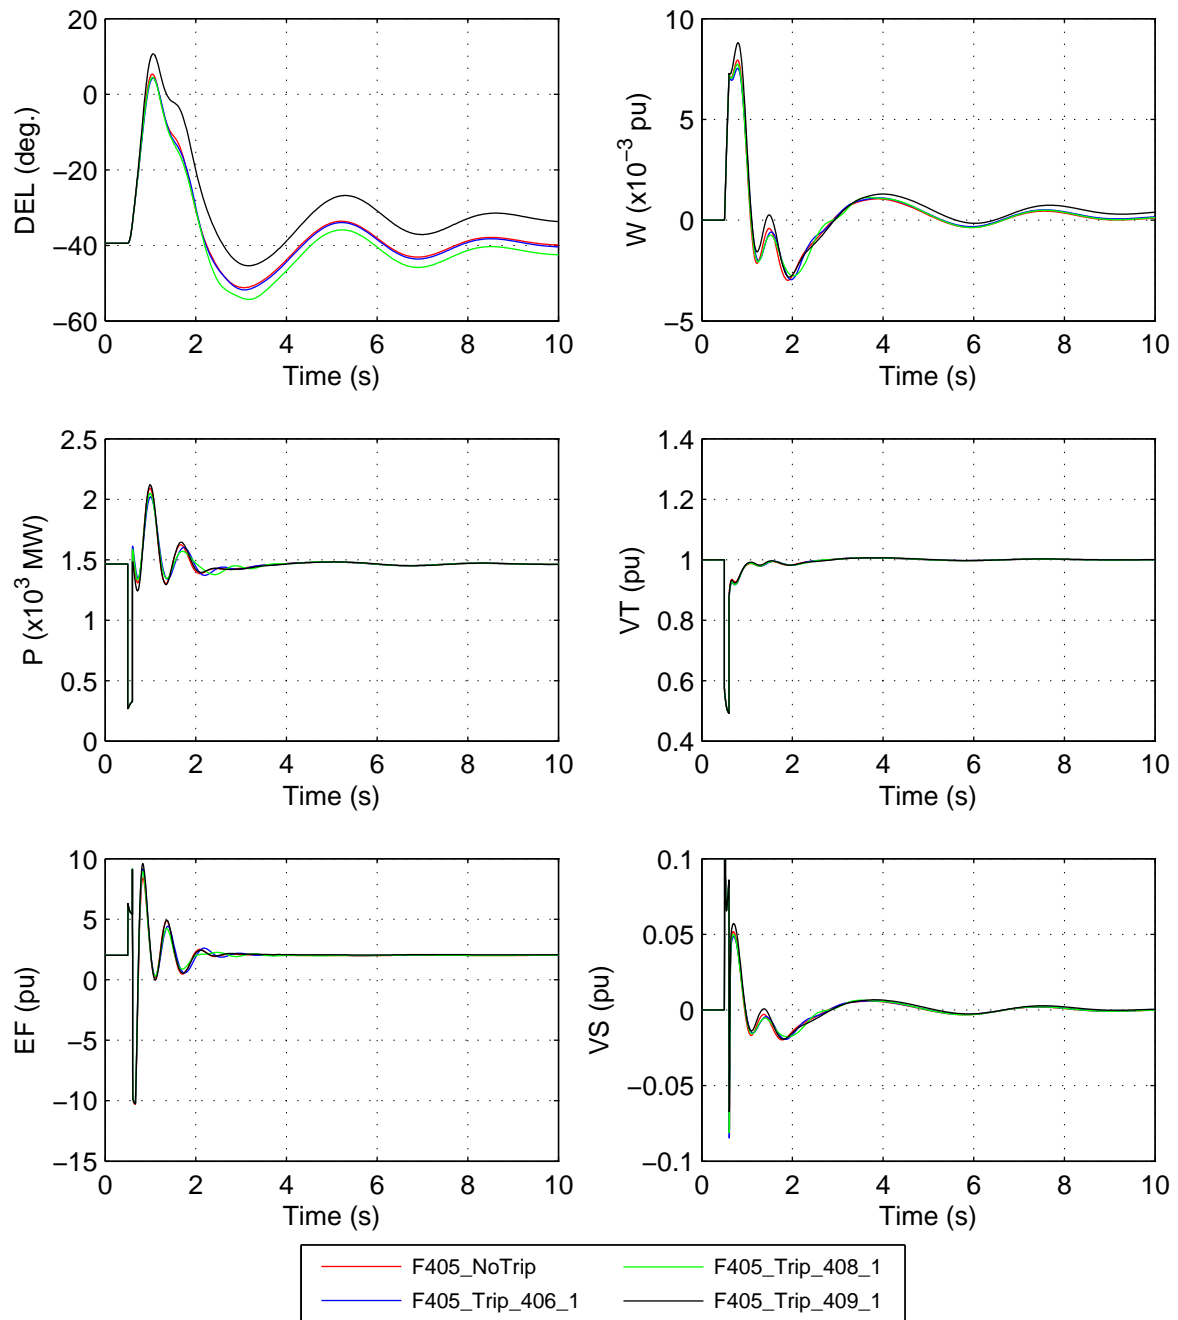 20
0
−20
−40
−60
0 2 4 6 8 10
DEL (deg.)
Time (s)
10
5
0
−5
0 2 4 6 8 10
W (x10⁻³ pu)
Time (s)
2.5
2
1.5
1
0.5
0
0 2 4 6 8 10
P (x10³ MW)
Time (s)
1.4
1.2
1
0.8
0.6
0.4
0 2 4 6 8 10
VT (pu)
Time (s)
10
5
0
−5
−10
−15
0 2 4 6 8 10
EF (pu)
Time (s)
0.1
0.05
0
−0.05
−0.1
0 2 4 6 8 10
VS (pu)
Time (s)
F405_NoTrip
F405_Trip_406_1
F405_Trip_408_1
F405_Trip_409_1